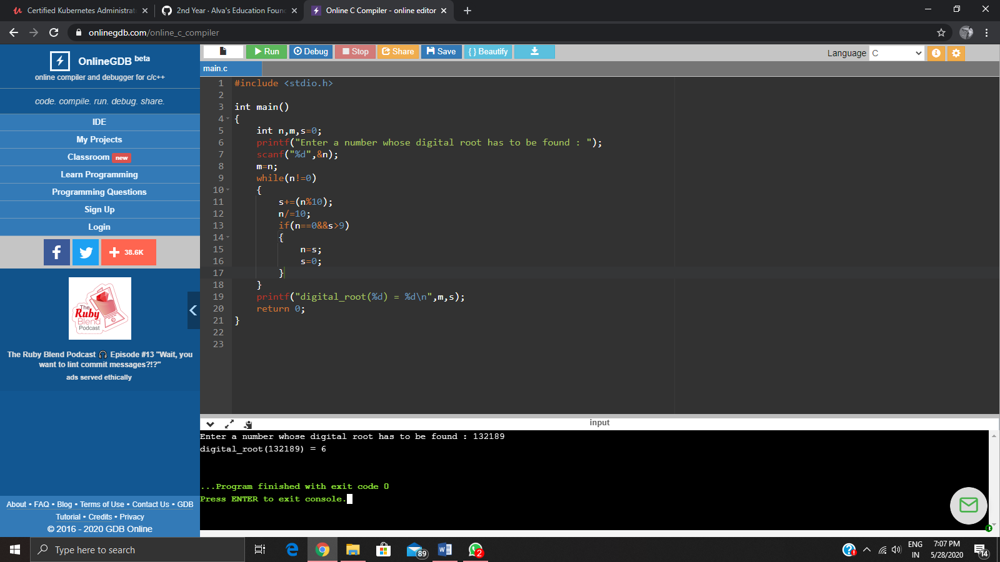 Certified Kubernetes Administrat
2nd Year · Alva's Education Foun
Online C Compiler - online editor
onlinegdb.com/online_c_compiler
OnlineGDB beta
online compiler and debugger for c/c++
code. compile. run. debug. share.
IDE
My Projects
Classroom new
Learn Programming
Programming Questions
Sign Up
Login
38.6K
The
Ruby
Blend
Podcast
The Ruby Blend Podcast 🎧 Episode #13 "Wait, you
want to lint commit messages?!?"
ads served ethically
About • FAQ • Blog • Terms of Use • Contact Us • GDB
Tutorial • Credits • Privacy
© 2016 - 2020 GDB Online
Run Debug Stop Share Save { } Beautify
Language C
main.c
1 #include <stdio.h>
2
3 int main()
4 {
5 int n,m,s=0;
6 printf("Enter a number whose digital root has to be found : ");
7 scanf("%d",&n);
8 m=n;
9 while(n!=0)
10 {
11 s+=(n%10);
12 n/=10;
13 if(n==0&&s>9)
14 {
15 n=s;
16 s=0;
17 }
18 }
19 printf("digital_root(%d) = %d\n",m,s);
20 return 0;
21 }
22
23
input
Enter a number whose digital root has to be found : 132189
digital_root(132189) = 6
...Program finished with exit code 0
Press ENTER to exit console.
Type here to search
89
2
ENG
IN
7:07 PM
5/28/2020
14